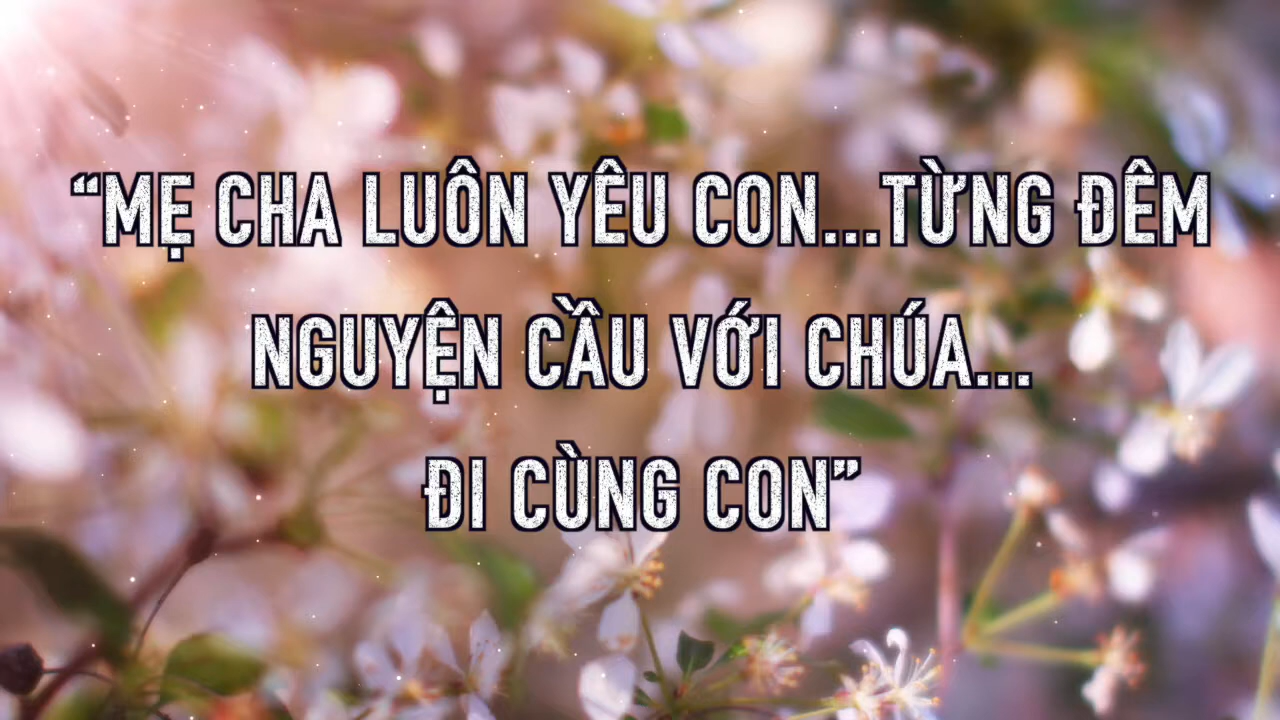 “MẸ CHA LUÔN YÊU CON...TỪNG ĐÊM
NGUYỆN CẦU VỚI CHÚA...
ĐI CÙNG CON”